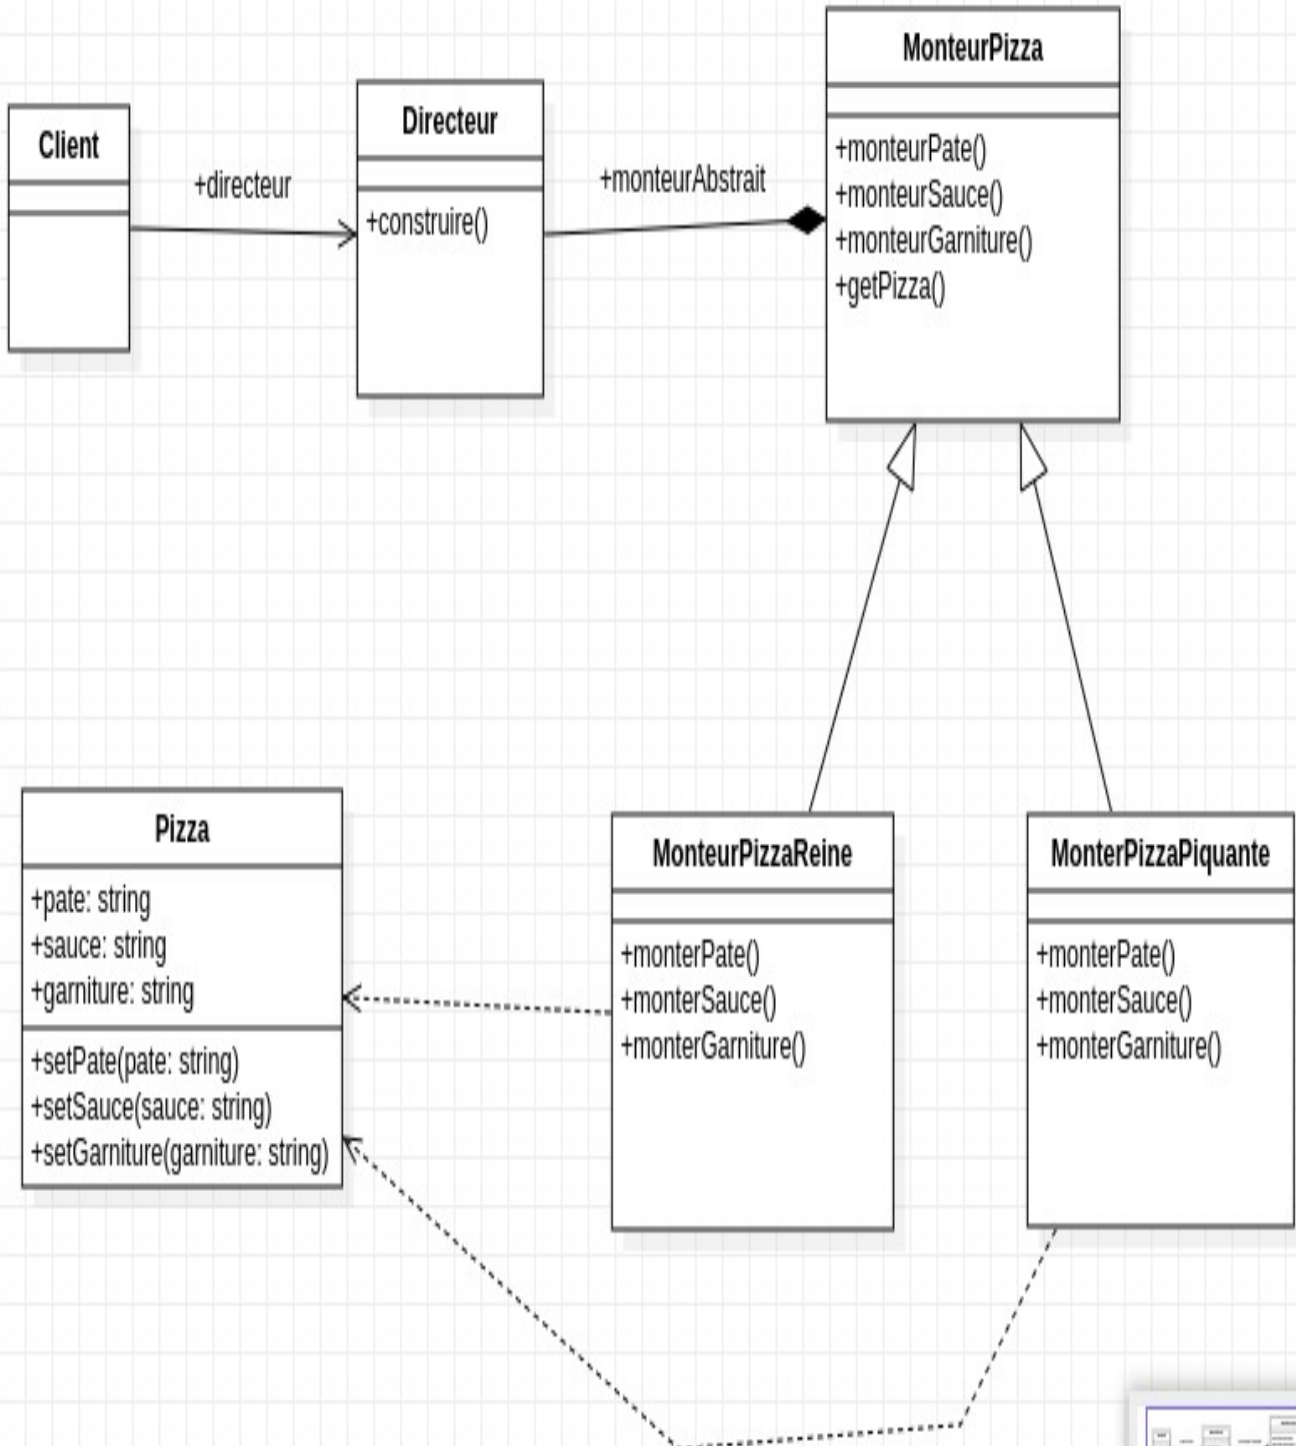 Client
+directeur
Directeur
+construire()
+monteurAbstrait
MonteurPizza
+monteurPate()
+monteurSauce()
+monteurGarniture()
+getPizza()
Pizza
+pate: string
+sauce: string
+garniture: string
+setPate(pate: string)
+setSauce(sauce: string)
+setGarniture(garniture: string)
MonteurPizzaReine
+monterPate()
+monterSauce()
+monterGarniture()
MonterPizzaPiquante
+monterPate()
+monterSauce()
+monterGarniture()